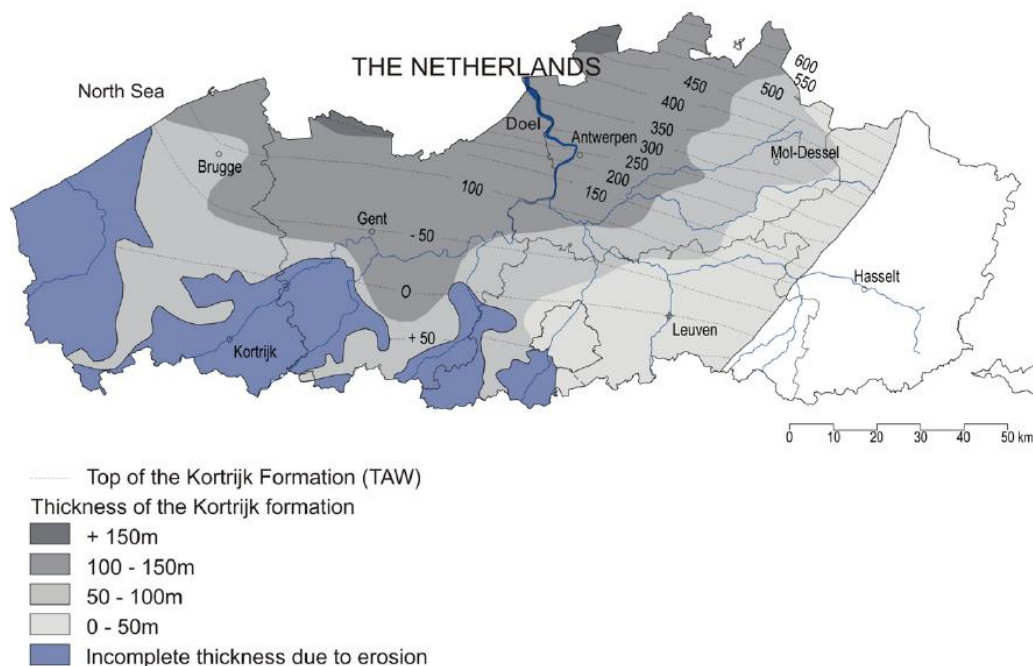 THE NETHERLANDS
North Sea
600
550
500
450
400
350
300
250
200
150
100
Doel
Antwerpen
Mol-Dessel
Brugge
Gent
- 50
0
+ 50
Hasselt
Leuven
Kortrijk
0 10 20 30 40 50 km
Top of the Kortrijk Formation (TAW)
Thickness of the Kortrijk formation
+ 150m
100 - 150m
50 - 100m
0 - 50m
Incomplete thickness due to erosion